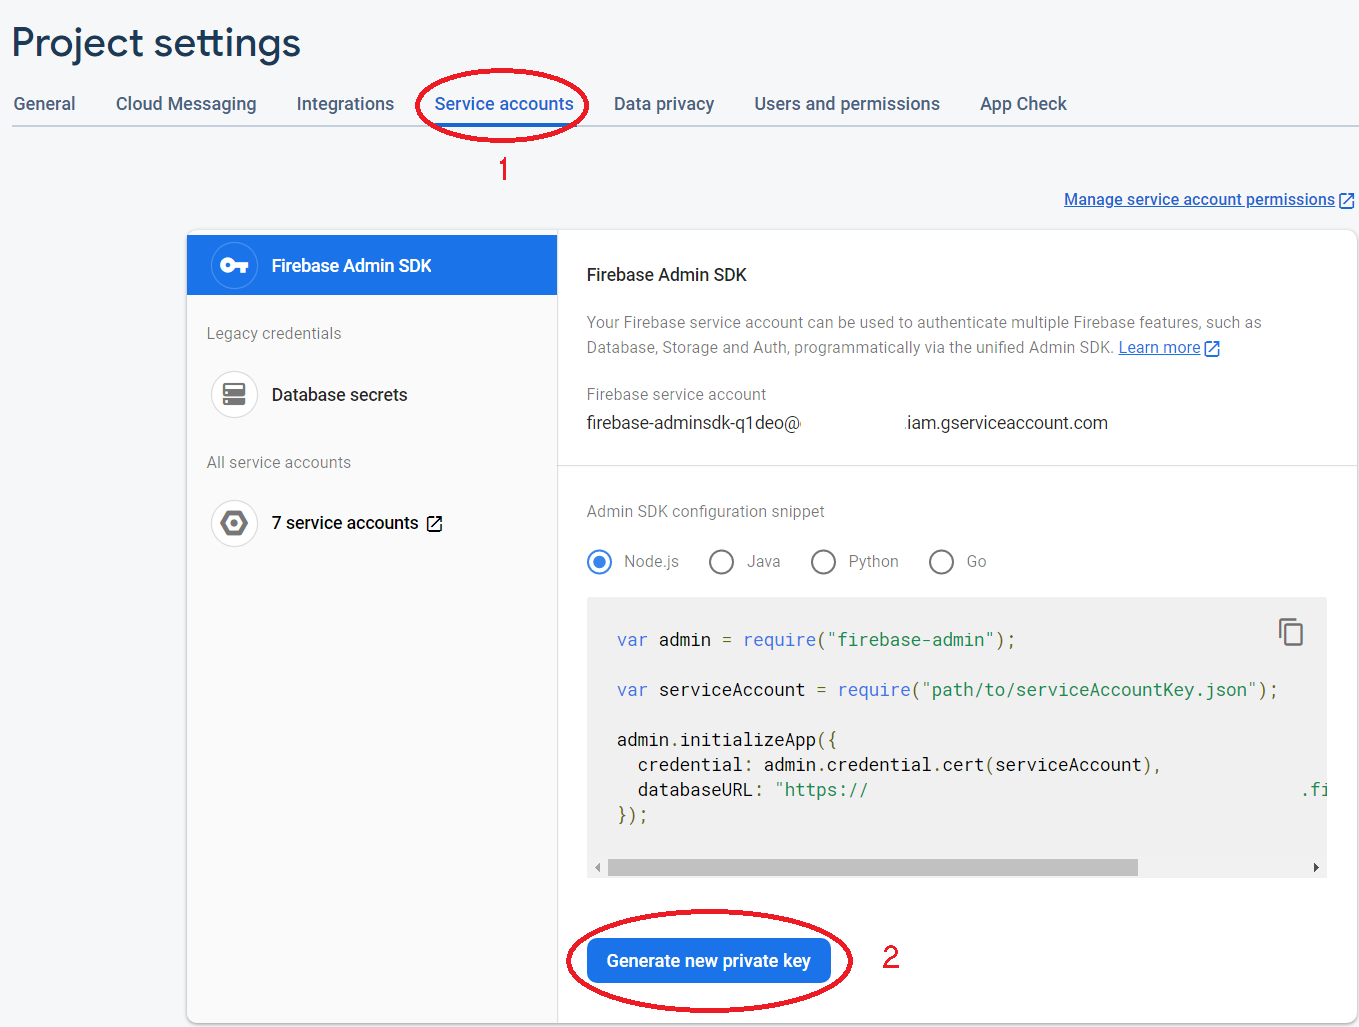 Project settings
General Cloud Messaging Integrations Service accounts Data privacy Users and permissions App Check
1
Manage service account permissions
Firebase Admin SDK
Legacy credentials
Database secrets
All service accounts
7 service accounts
Firebase Admin SDK
Your Firebase service account can be used to authenticate multiple Firebase features, such as
Database, Storage and Auth, programmatically via the unified Admin SDK. Learn more
Firebase service account
firebase-adminsdk-q1deo@ .iam.gserviceaccount.com
Admin SDK configuration snippet
Node.js Java Python Go
var admin = require("firebase-admin");
var serviceAccount = require("path/to/serviceAccountKey.json");
admin.initializeApp({
credential: admin.credential.cert(serviceAccount),
databaseURL: "https:// .fi
});
Generate new private key
2